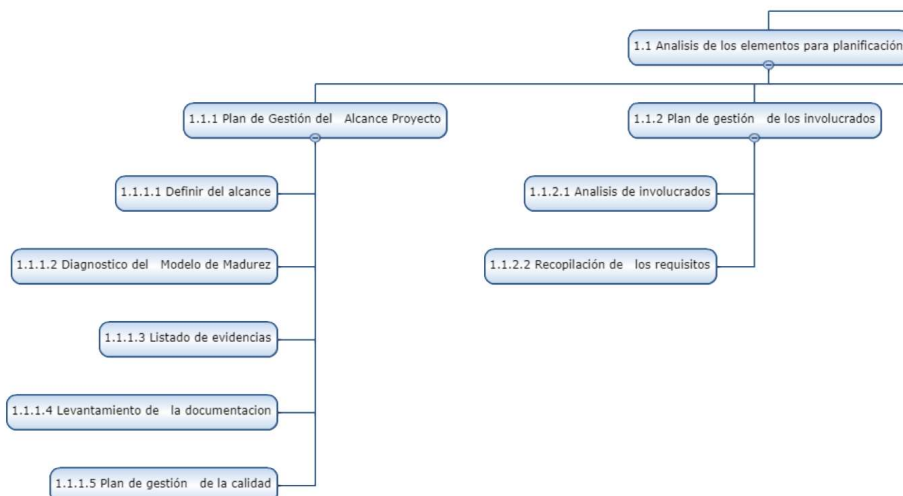 1.1 Analisis de los elementos para planificación
1.1.1 Plan de Gestión del Alcance Proyecto
1.1.2 Plan de gestión de los involucrados
1.1.1.1 Definir del alcance
1.1.2.1 Analisis de involucrados
1.1.1.2 Diagnostico del Modelo de Madurez
1.1.2.2 Recopilación de los requisitos
1.1.1.3 Listado de evidencias
1.1.1.4 Levantamiento de la documentacion
1.1.1.5 Plan de gestión de la calidad